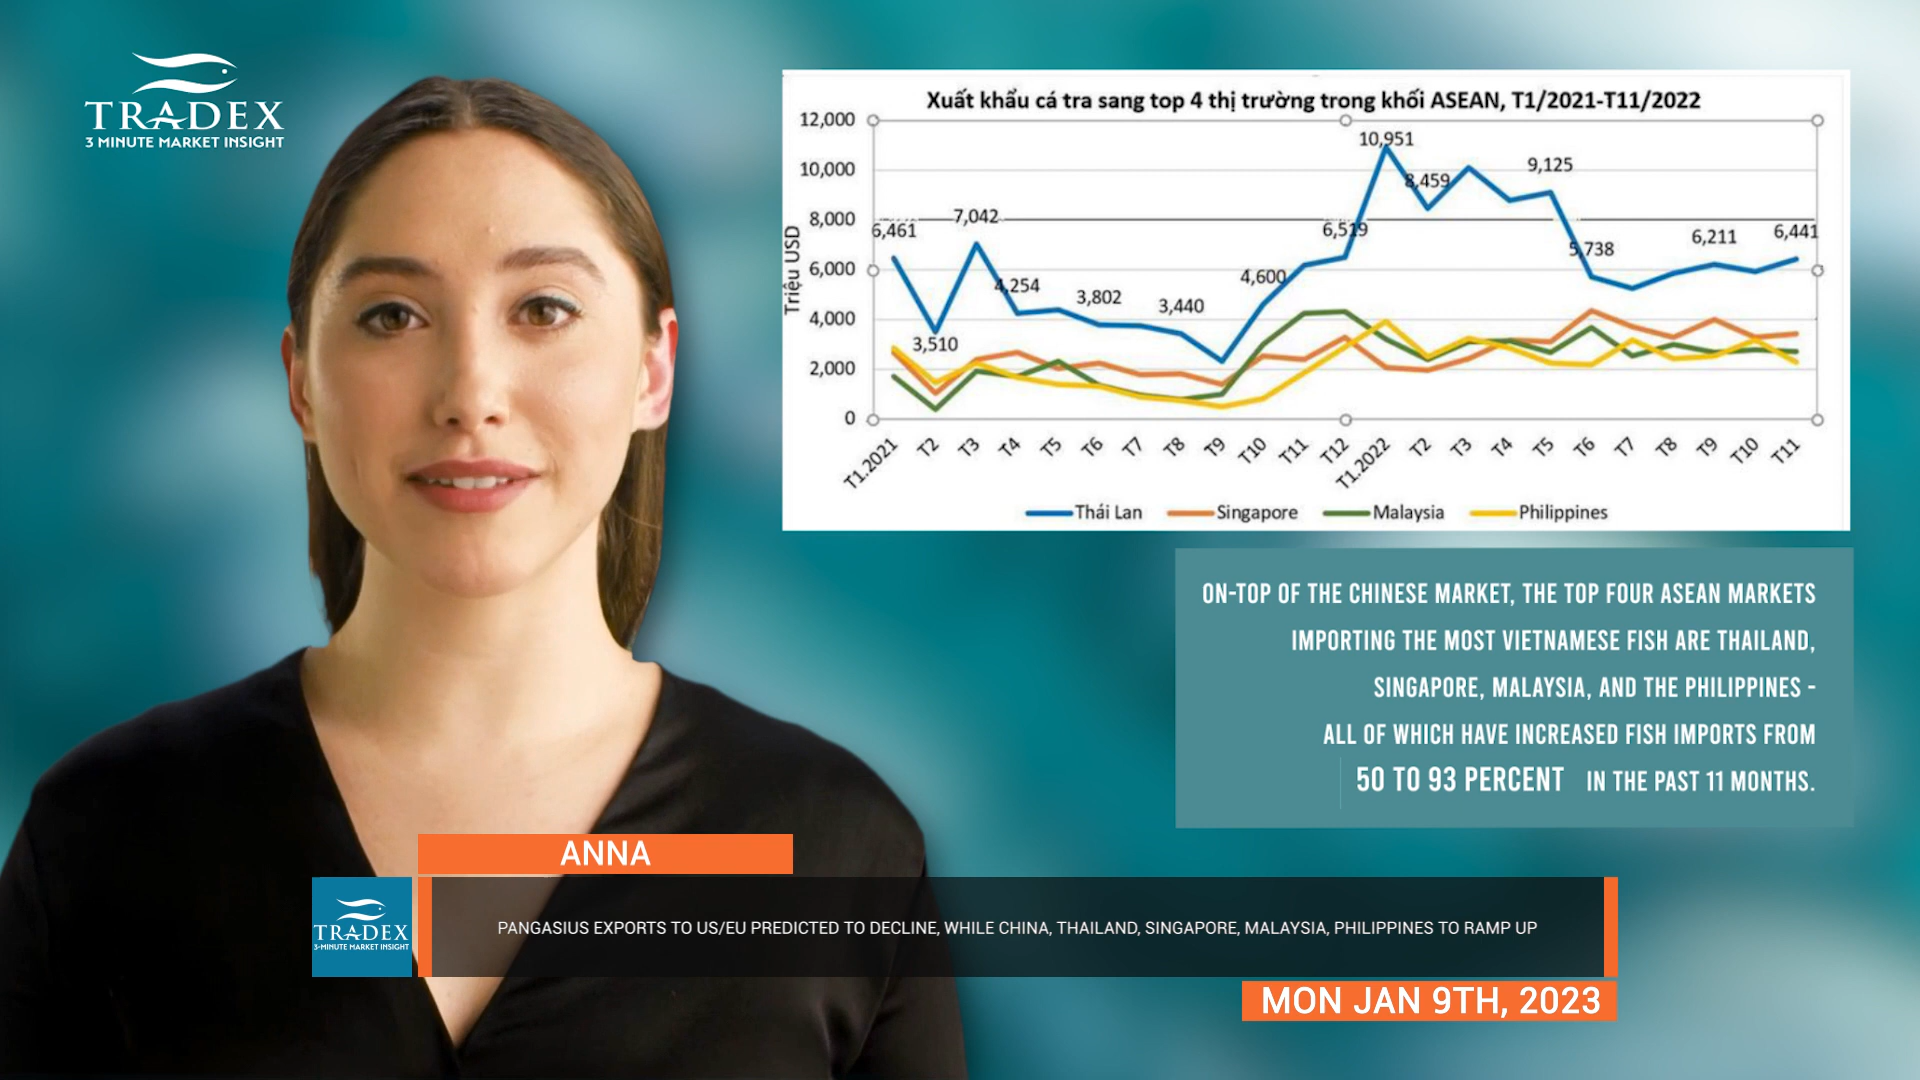 TRADEX
3 MINUTE MARKET INSIGHT
Xuất khẩu cá tra sang top 4 thị trường trong khối ASEAN, T1/2021-T11/2022
Triệu USD
12,000
10,000
8,000
6,000
4,000
2,000
0
6,461
3,510
7,042
4,254
3,802
3,440
4,600
6,519
10,951
8,459
9,125
5,738
6,211
6,441
T1.2021 T2 T3 T4 T5 T6 T7 T8 T9 T10 T11 T12 T1.2022 T2 T3 T4 T5 T6 T7 T8 T9 T10 T11
Thái Lan Singapore Malaysia Philippines
ON-TOP OF THE CHINESE MARKET, THE TOP FOUR ASEAN MARKETS
IMPORTING THE MOST VIETNAMESE FISH ARE THAILAND,
SINGAPORE, MALAYSIA, AND THE PHILIPPINES -
ALL OF WHICH HAVE INCREASED FISH IMPORTS FROM
50 TO 93 PERCENT IN THE PAST 11 MONTHS.
ANNA
TRADEX
3-MINUTE MARKET INSIGHT
PANGASIUS EXPORTS TO US/EU PREDICTED TO DECLINE, WHILE CHINA, THAILAND, SINGAPORE, MALAYSIA, PHILIPPINES TO RAMP UP
MON JAN 9TH, 2023